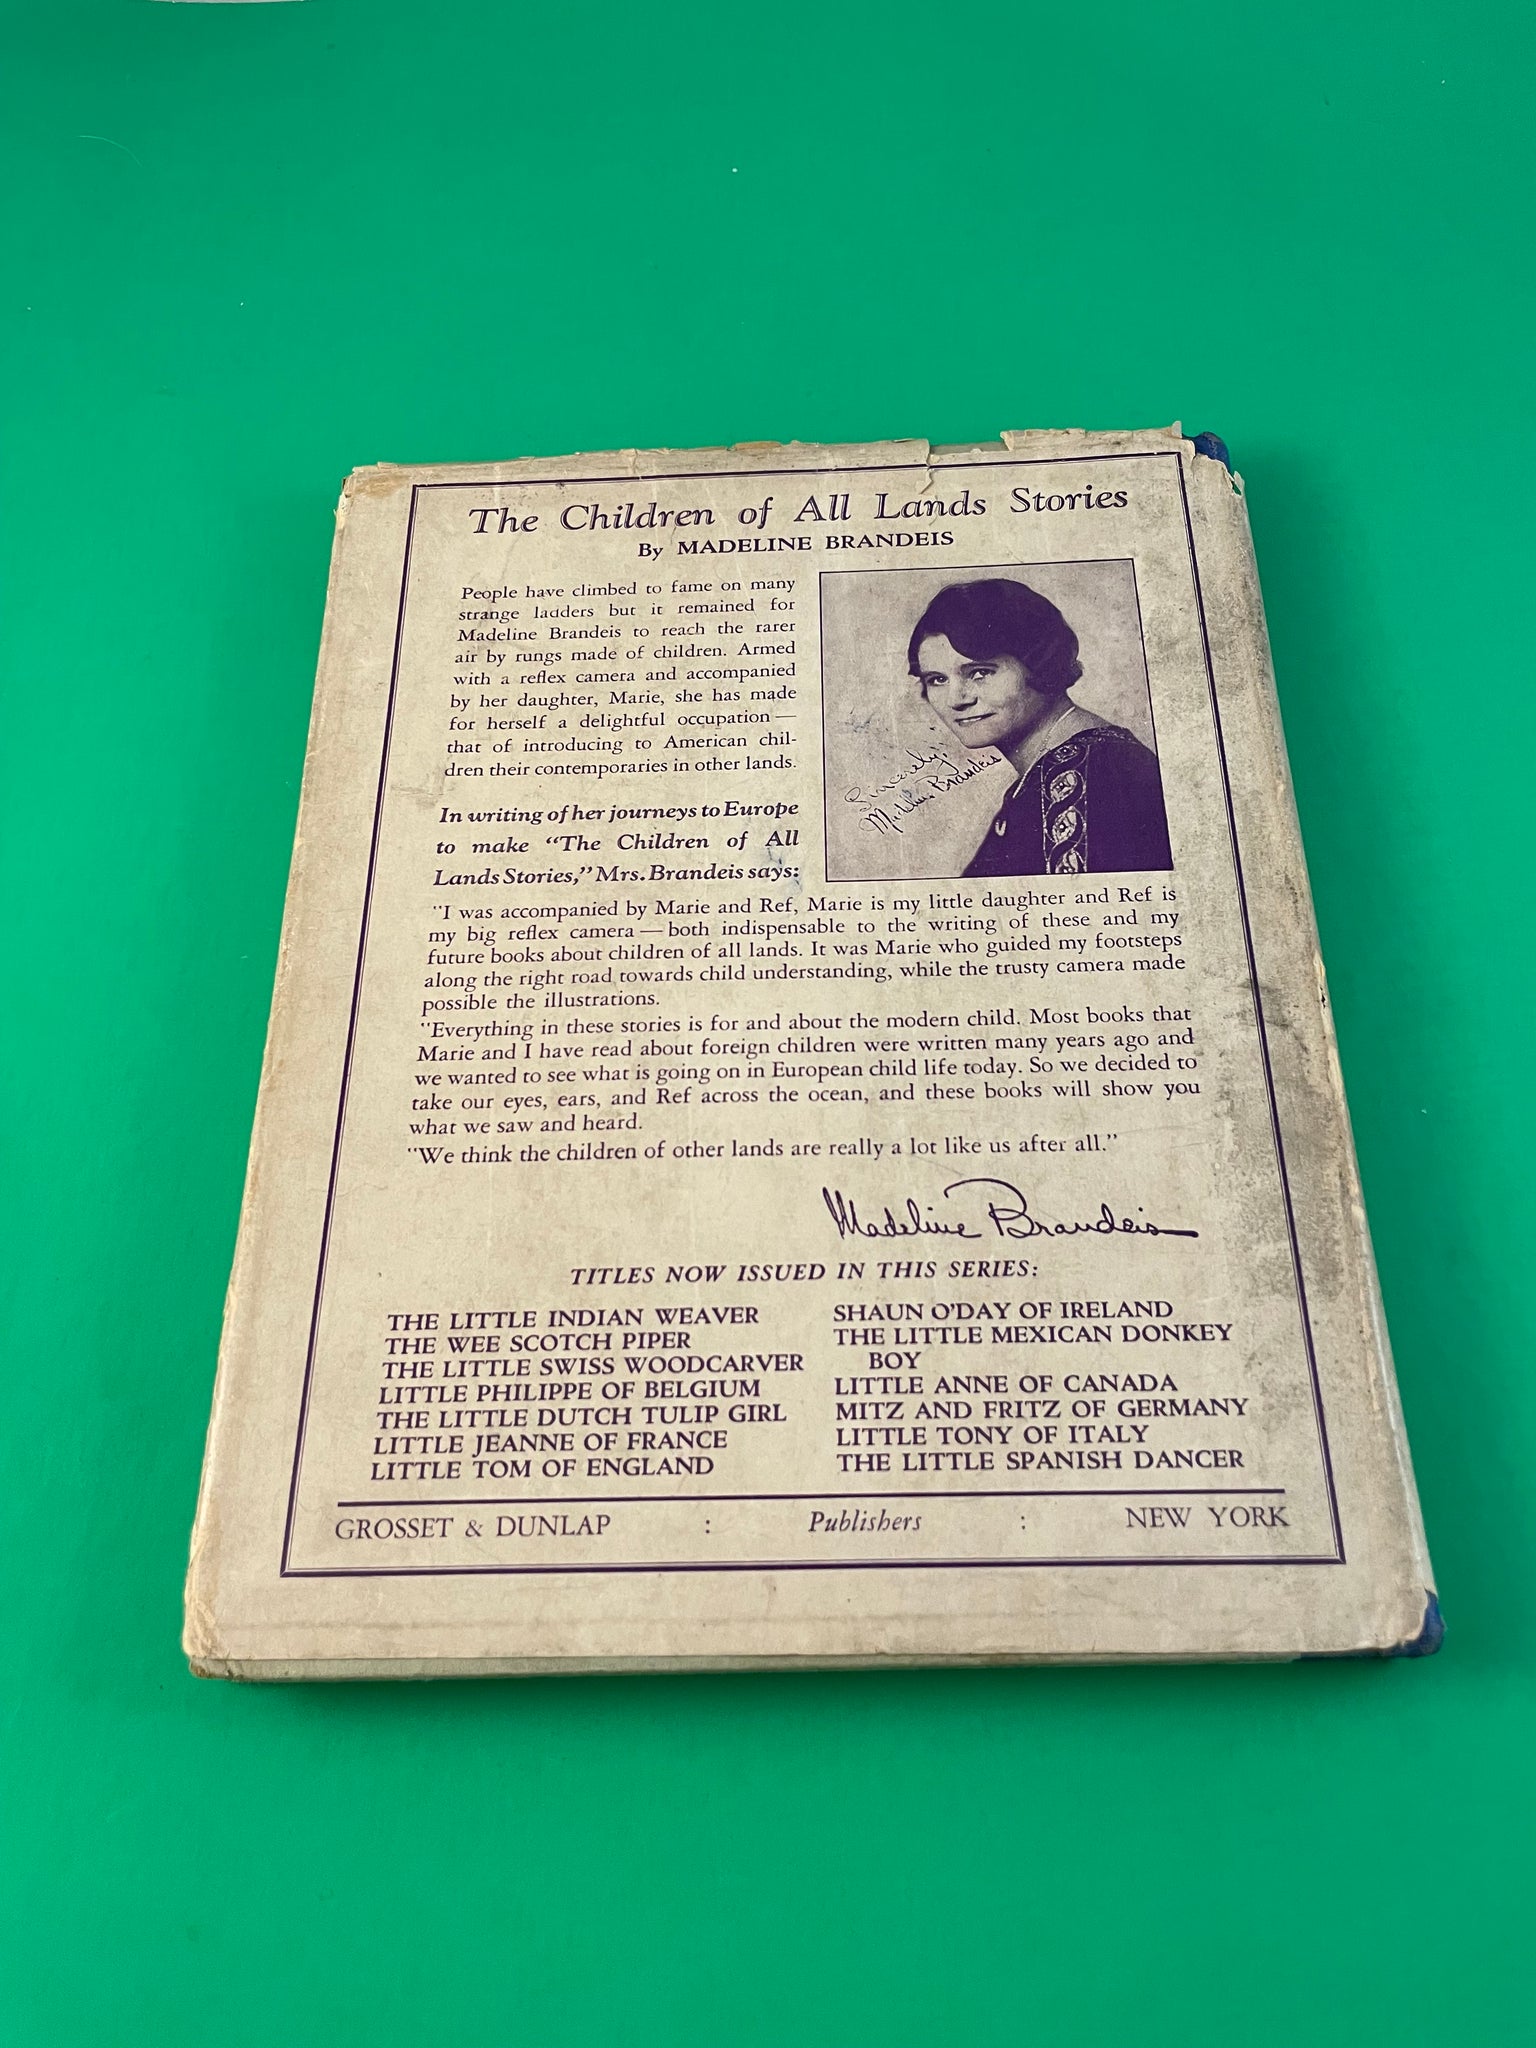 The Children of All Lands Stories
By MADELINE BRANDEIS
People have climbed to fame on many
strange ladders but it remained for
Madeline Brandeis to reach the rarer
air by rungs made of children. Armed
with a reflex camera and accompanied
by her daughter, Marie, she has made
for herself a delightful occupation —
that of introducing to American chil-
dren their contemporaries in other lands.
Sincerely,
Madeline Brandeis
In writing of her journeys to Europe
to make “The Children of All
Lands Stories,” Mrs. Brandeis says:
“I was accompanied by Marie and Ref, Marie is my little daughter and Ref is
my big reflex camera — both indispensable to the writing of these and my
future books about children of all lands. It was Marie who guided my footsteps
along the right road towards child understanding, while the trusty camera made
possible the illustrations.
“Everything in these stories is for and about the modern child. Most books that
Marie and I have read about foreign children were written many years ago and
we wanted to see what is going on in European child life today. So we decided to
take our eyes, ears, and Ref across the ocean, and these books will show you
what we saw and heard.
“We think the children of other lands are really a lot like us after all.”
Madeline Brandeis
TITLES NOW ISSUED IN THIS SERIES:
THE LITTLE INDIAN WEAVER
THE WEE SCOTCH PIPER
THE LITTLE SWISS WOODCARVER
LITTLE PHILIPPE OF BELGIUM
THE LITTLE DUTCH TULIP GIRL
LITTLE JEANNE OF FRANCE
LITTLE TOM OF ENGLAND
SHAUN O'DAY OF IRELAND
THE LITTLE MEXICAN DONKEY
BOY
LITTLE ANNE OF CANADA
MITZ AND FRITZ OF GERMANY
LITTLE TONY OF ITALY
THE LITTLE SPANISH DANCER
GROSSET & DUNLAP : Publishers : NEW YORK